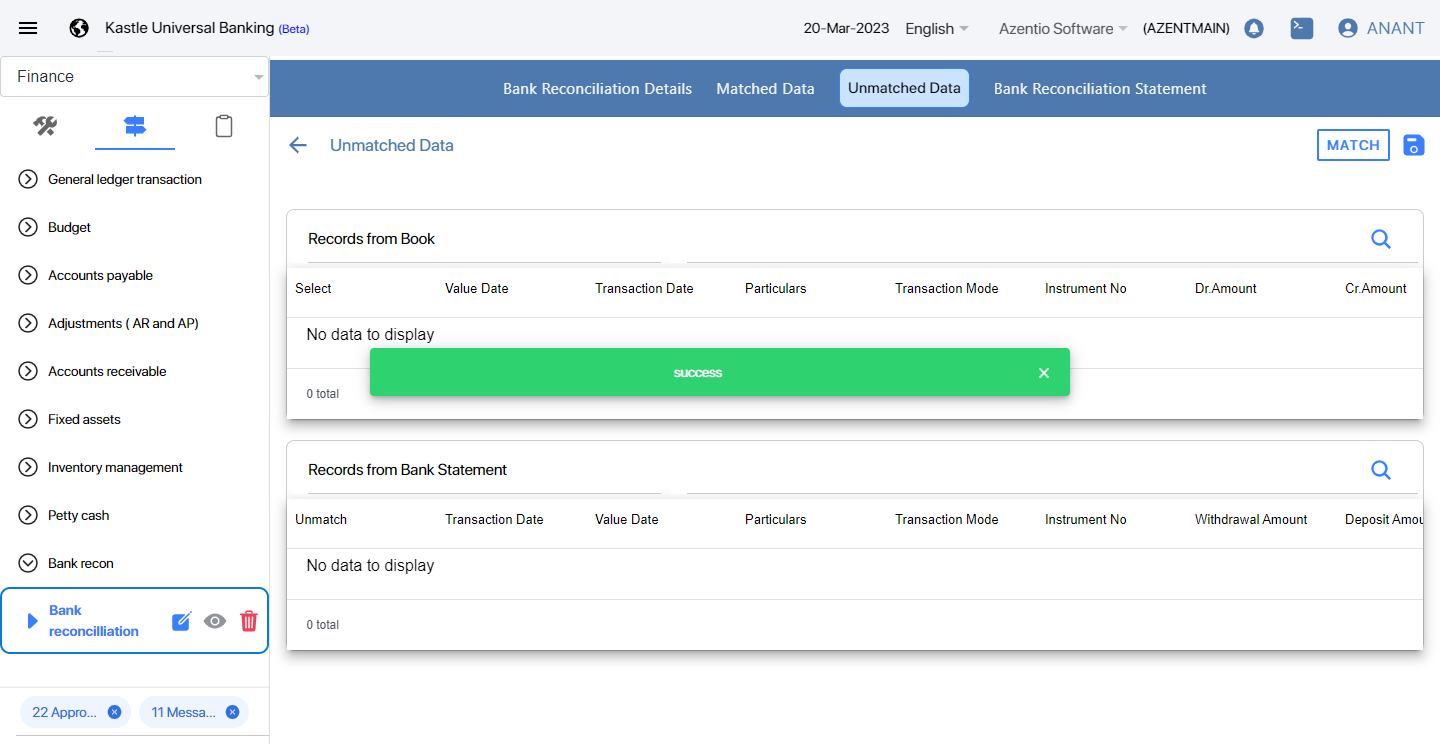 Kastle Universal Banking (Beta)
20-Mar-2023
English
Azentio Software
(AZENTMAIN)
ANANT
Finance
Bank Reconciliation Details
Matched Data
Unmatched Data
Bank Reconciliation Statement
Unmatched Data
MATCH
General ledger transaction
Budget
Accounts payable
Adjustments ( AR and AP)
Accounts receivable
Fixed assets
Inventory management
Petty cash
Bank recon
Bank
reconcilliation
22 Appro...
11 Messa...
Records from Book
Select Value Date Transaction Date Particulars Transaction Mode Instrument No Dr.Amount Cr.Amount
No data to display
success
0 total
Records from Bank Statement
Unmatch Transaction Date Value Date Particulars Transaction Mode Instrument No Withdrawal Amount Deposit Amou
No data to display
0 total